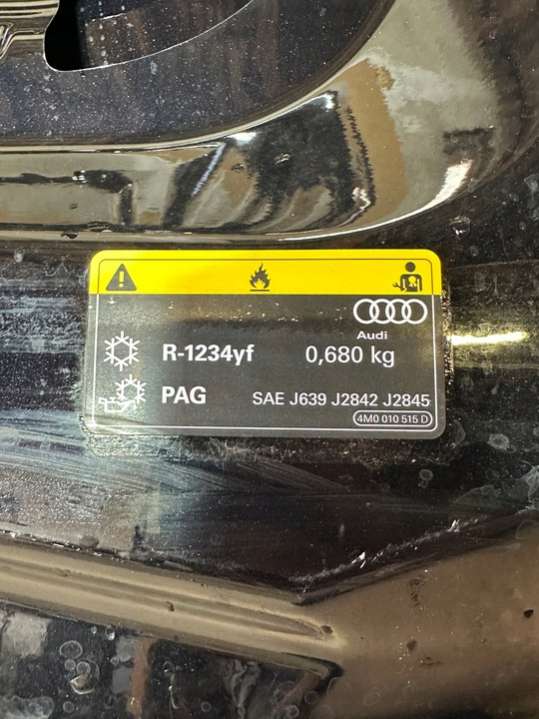 Audi
R-1234yf 0,680 kg
PAG SAE J639 J2842 J2845
4M0 010 515 D